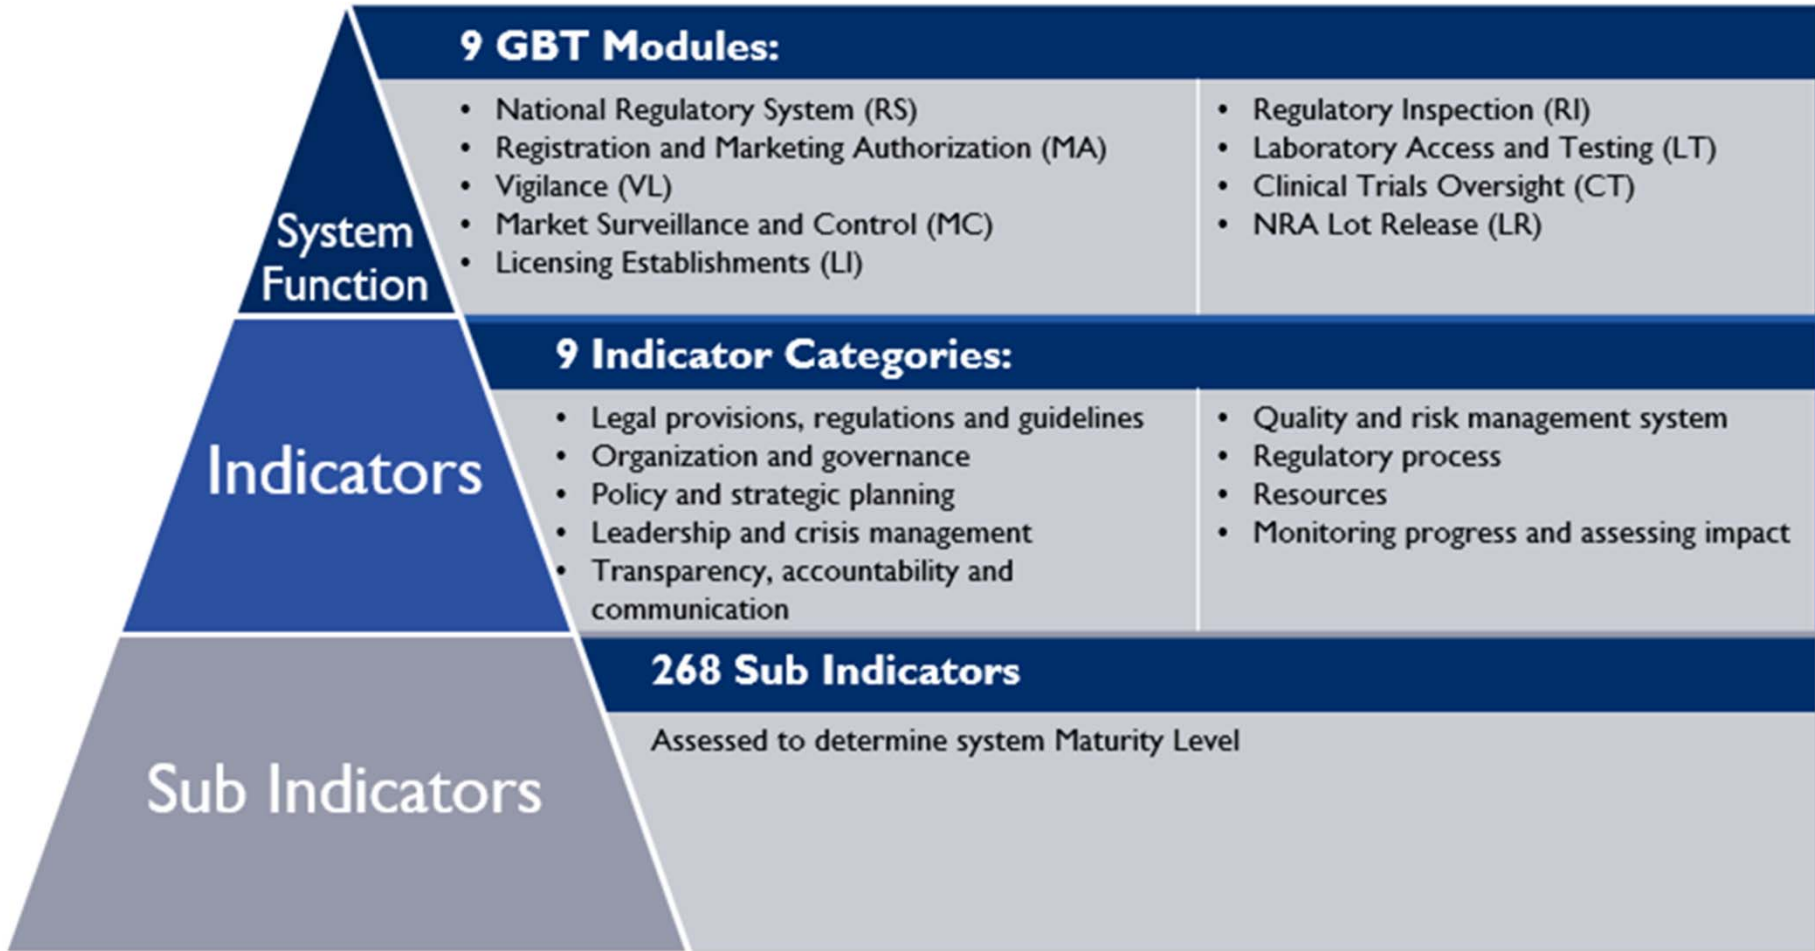 System
Function
9 GBT Modules:
• National Regulatory System (RS)
• Registration and Marketing Authorization (MA)
• Vigilance (VL)
• Market Surveillance and Control (MC)
• Licensing Establishments (LI)
• Regulatory Inspection (RI)
• Laboratory Access and Testing (LT)
• Clinical Trials Oversight (CT)
• NRA Lot Release (LR)
Indicators
9 Indicator Categories:
• Legal provisions, regulations and guidelines
• Organization and governance
• Policy and strategic planning
• Leadership and crisis management
• Transparency, accountability and
communication
• Quality and risk management system
• Regulatory process
• Resources
• Monitoring progress and assessing impact
Sub Indicators
268 Sub Indicators
Assessed to determine system Maturity Level